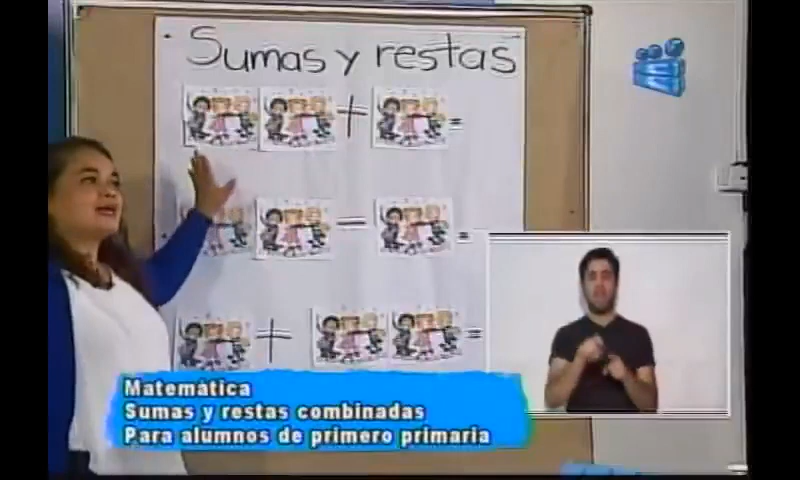 Sumas y restas
+ =
= =
+ =
Matemática
Sumas y restas combinadas
Para alumnos de primero primaria